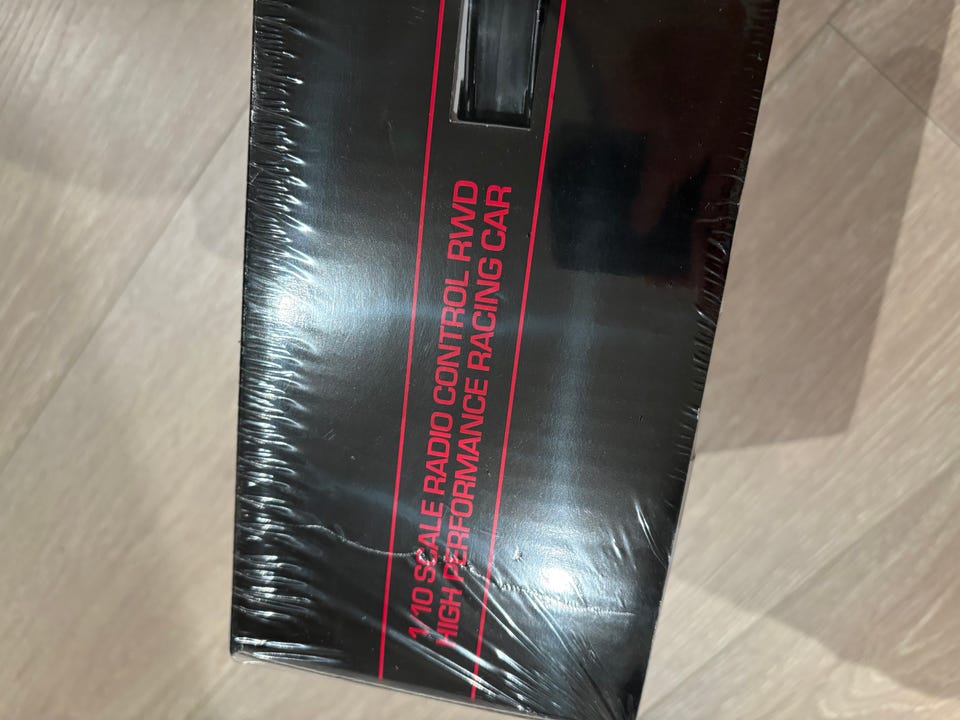 1/10 SCALE RADIO CONTROL RWD
HIGH PERFORMANCE RACING CAR